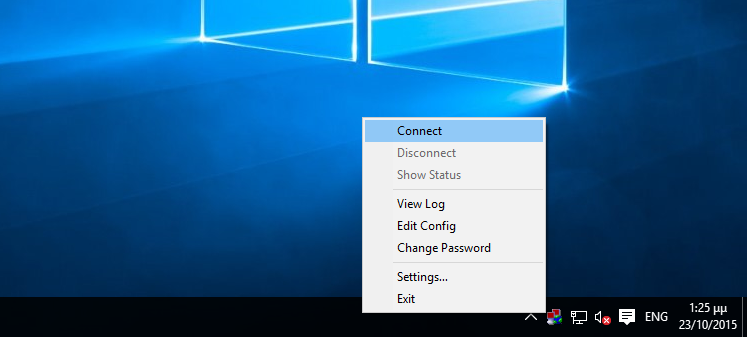 Connect
Disconnect
Show Status
View Log
Edit Config
Change Password
Settings...
Exit
ENG
1:25 μμ
23/10/2015